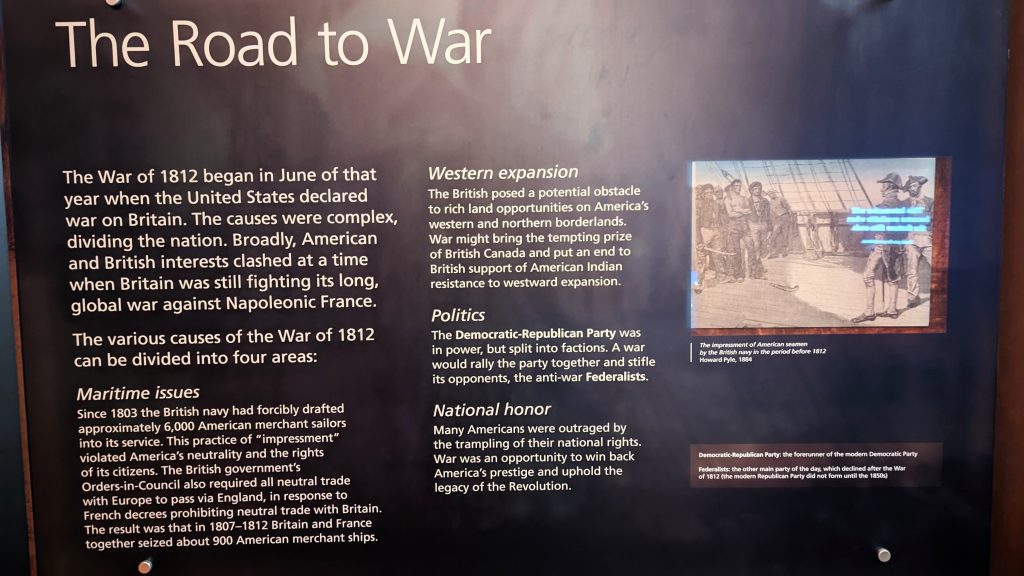 The Road to War
The War of 1812 began in June of that
year when the United States declared
war on Britain. The causes were complex,
dividing the nation. Broadly, American
and British interests clashed at a time
when Britain was still fighting its long,
global war against Napoleonic France.
The various causes of the War of 1812
can be divided into four areas:
Maritime issues
Since 1803 the British navy had forcibly drafted
approximately 6,000 American merchant sailors
into its service. This practice of “impressment”
violated America’s neutrality and the rights
of its citizens. The British government’s
Orders-in-Council also required all neutral trade
with Europe to pass via England, in response to
French decrees prohibiting neutral trade with Britain.
The result was that in 1807–1812 Britain and France
together seized about 900 American merchant ships.
Western expansion
The British posed a potential obstacle
to rich land opportunities on America’s
western and northern borderlands.
War might bring the tempting prize
of British Canada and put an end to
British support of American Indian
resistance to westward expansion.
Politics
The Democratic-Republican Party was
in power, but split into factions. A war
would rally the party together and stifle
its opponents, the anti-war Federalists.
National honor
Many Americans were outraged by
the trampling of their national rights.
War was an opportunity to win back
America’s prestige and uphold the
legacy of the Revolution.
The impressment of American seamen
by the British navy in the period before 1812
Howard Pyle, 1884
Democratic-Republican Party: the forerunner of the modern Democratic Party
Federalists: the other main party of the day, which declined after the War
of 1812 (the modern Republican Party did not form until the 1850s)